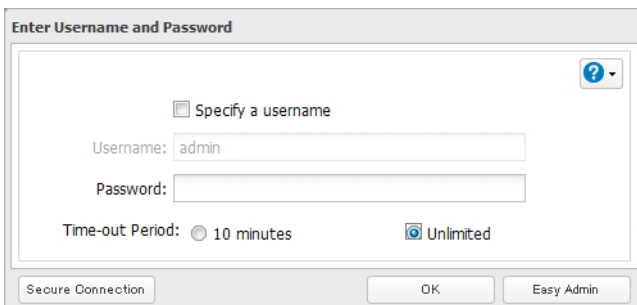 Enter Username and Password
?
Specify a username
Username: admin
Password:
Time-out Period: 10 minutes Unlimited
Secure Connection OK Easy Admin